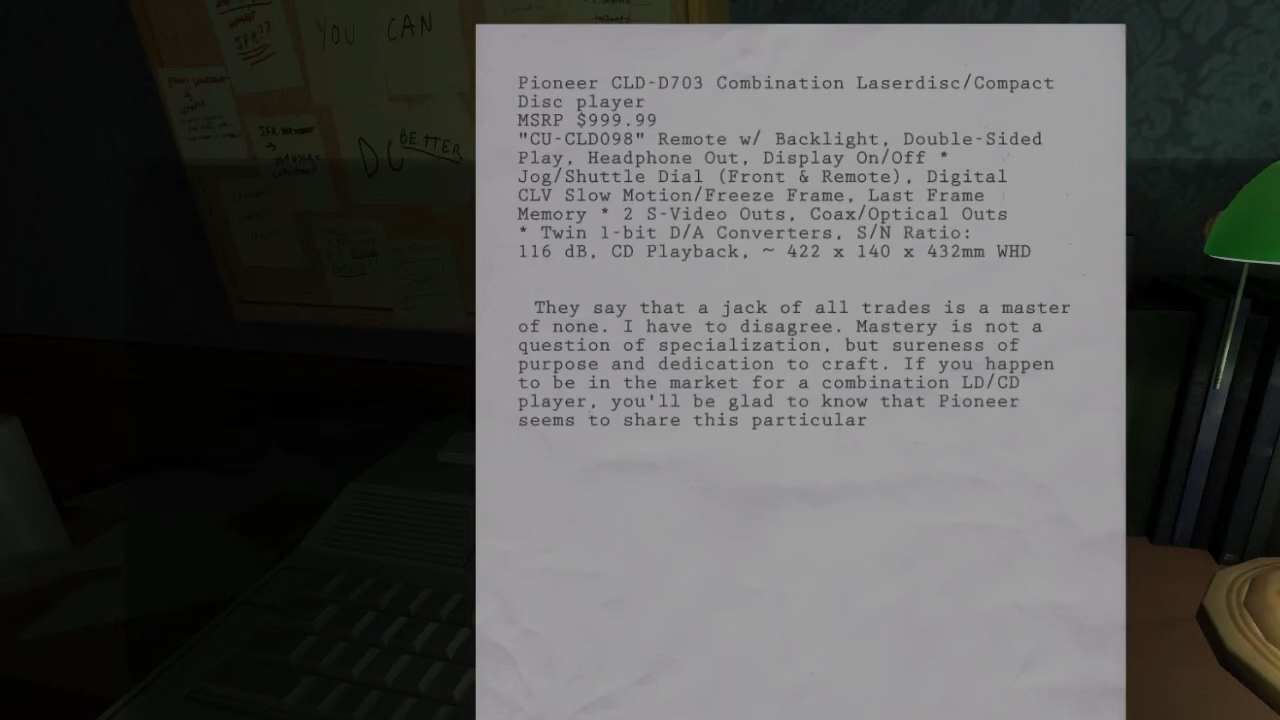 WANT
JFK??
YOU CAN
DO BETTER
Pioneer CLD-D703 Combination Laserdisc/Compact
Disc player
MSRP $999.99
"CU-CLD098" Remote w/ Backlight, Double-Sided
Play, Headphone Out, Display On/Off *
Jog/Shuttle Dial (Front & Remote), Digital
CLV Slow Motion/Freeze Frame, Last Frame
Memory * 2 S-Video Outs, Coax/Optical Outs
* Twin 1-bit D/A Converters, S/N Ratio:
116 dB, CD Playback, ~ 422 x 140 x 432mm WHD
They say that a jack of all trades is a master
of none. I have to disagree. Mastery is not a
question of specialization, but sureness of
purpose and dedication to craft. If you happen
to be in the market for a combination LD/CD
player, you'll be glad to know that Pioneer
seems to share this particular